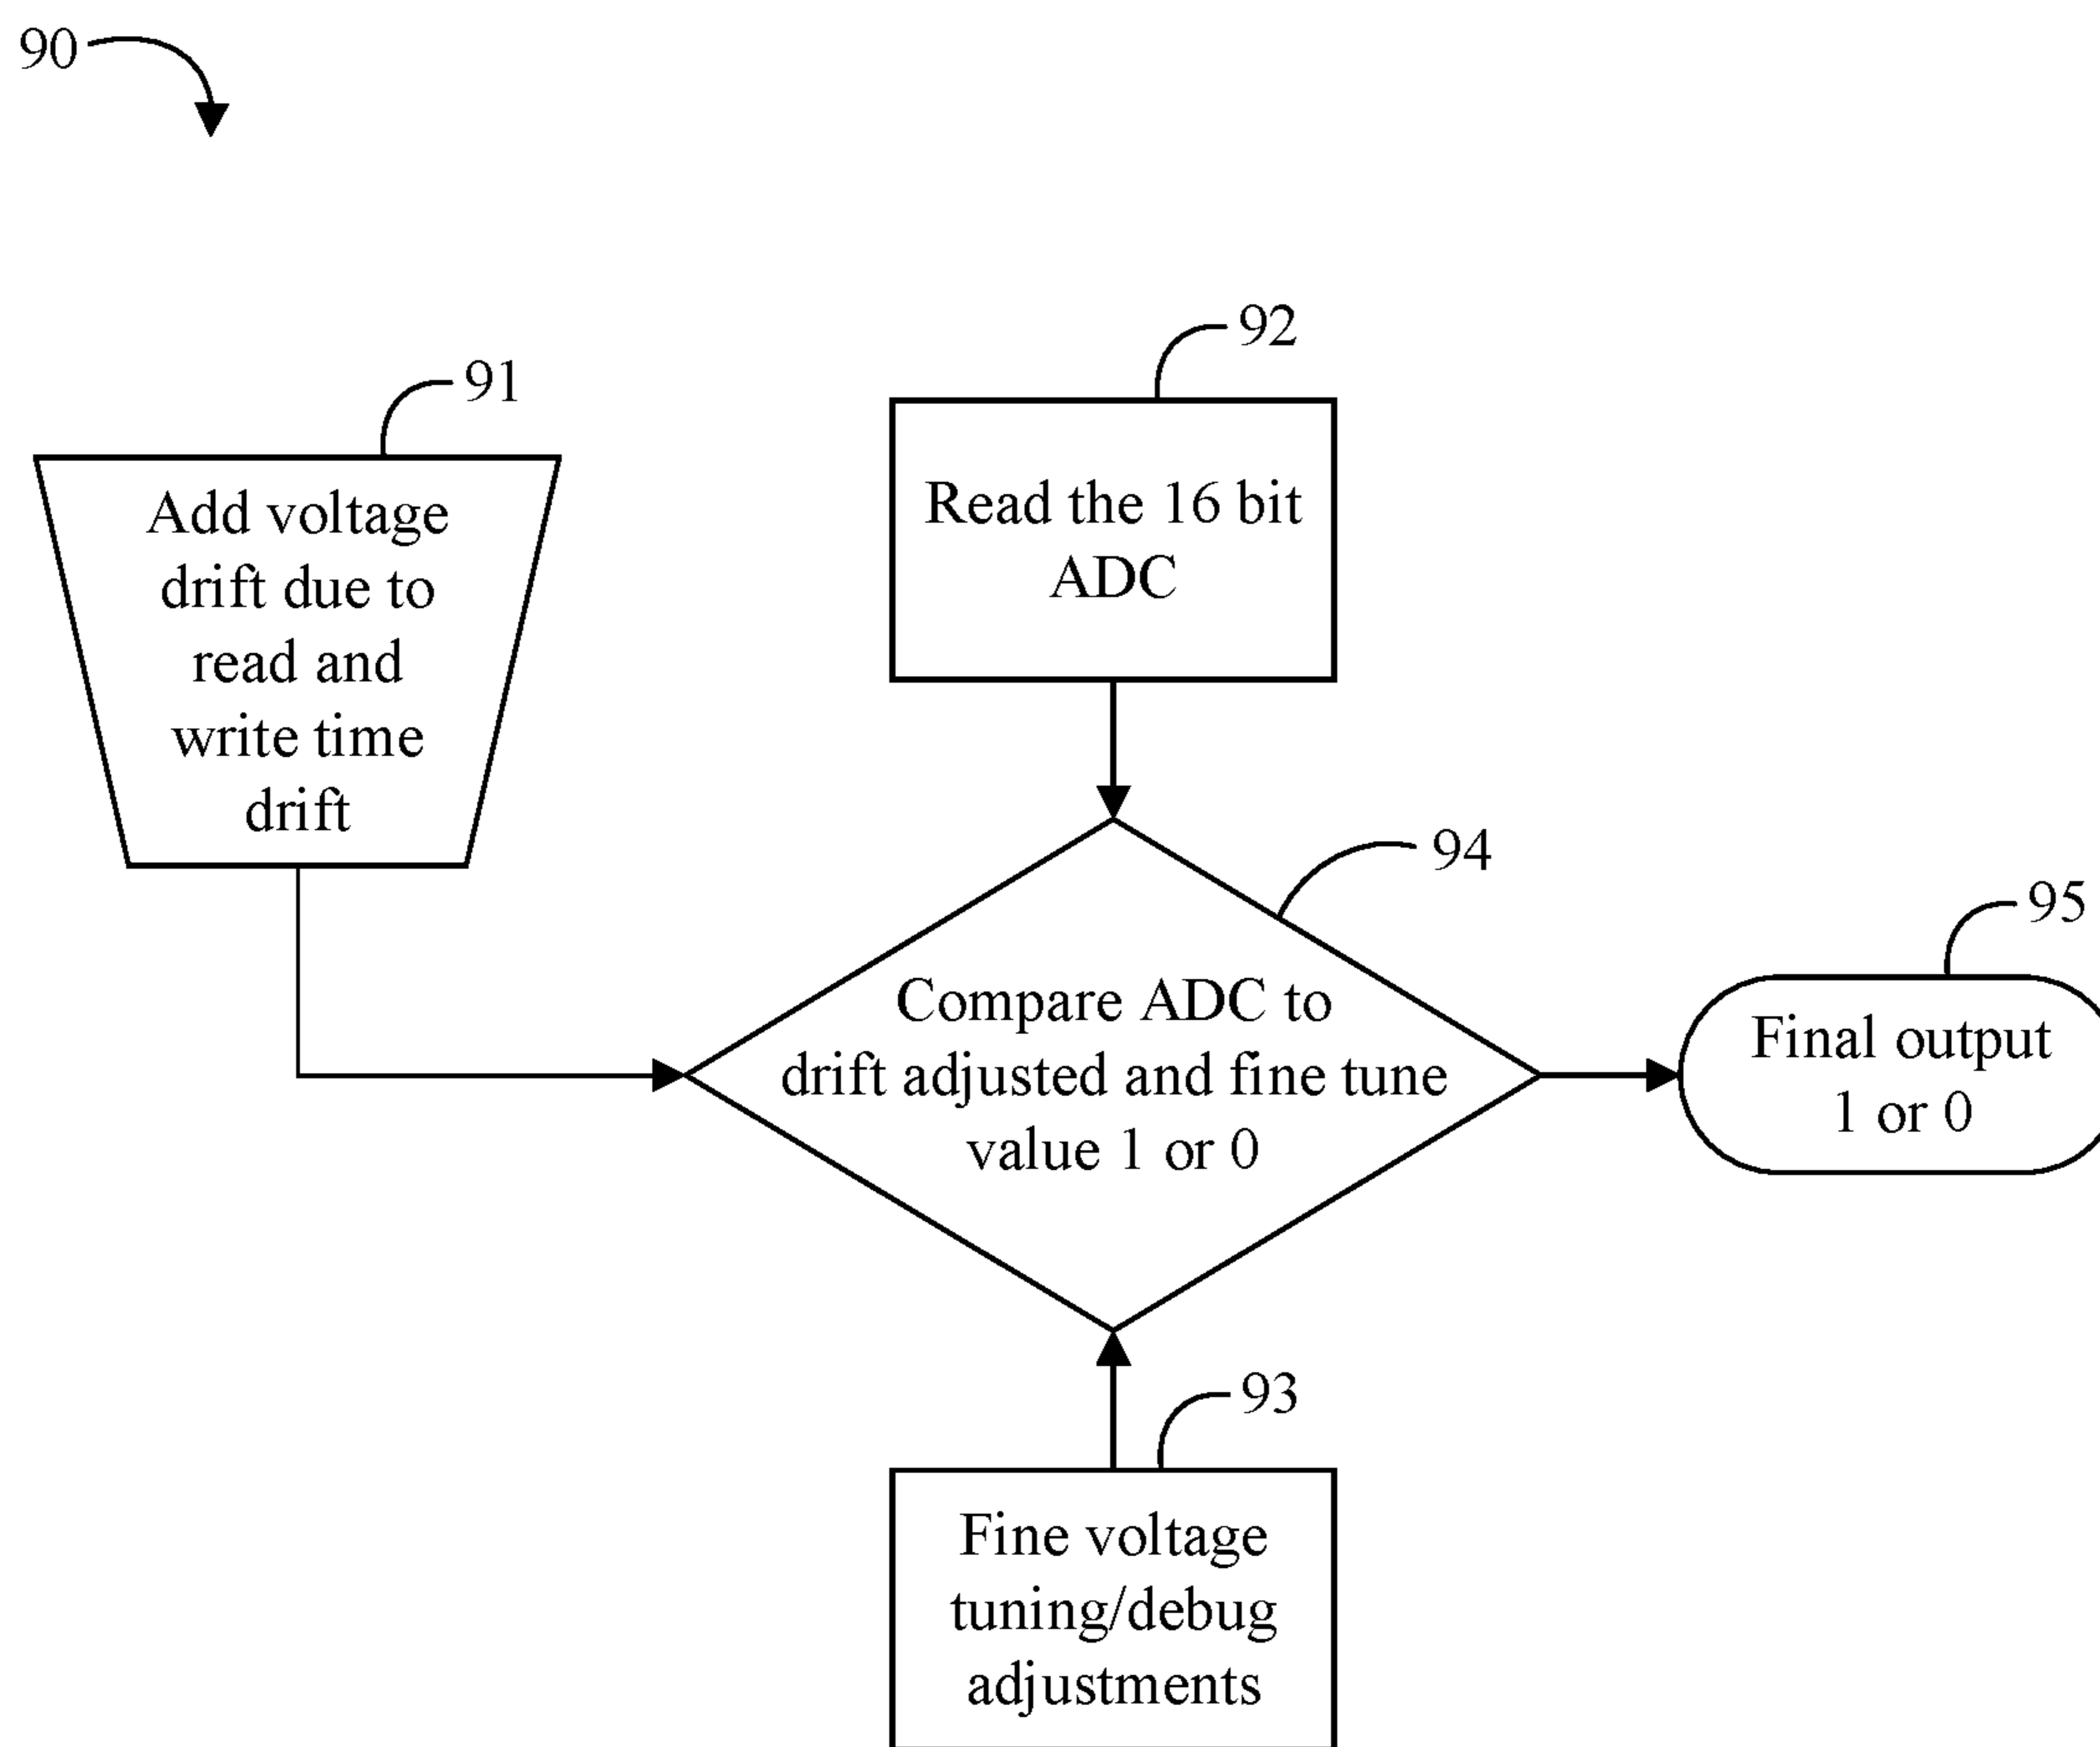 90
91
Add voltage
drift due to
read and
write time
drift
92
Read the 16 bit
ADC
94
Compare ADC to
drift adjusted and fine tune
value 1 or 0
95
Final output
1 or 0
93
Fine voltage
tuning/debug
adjustments